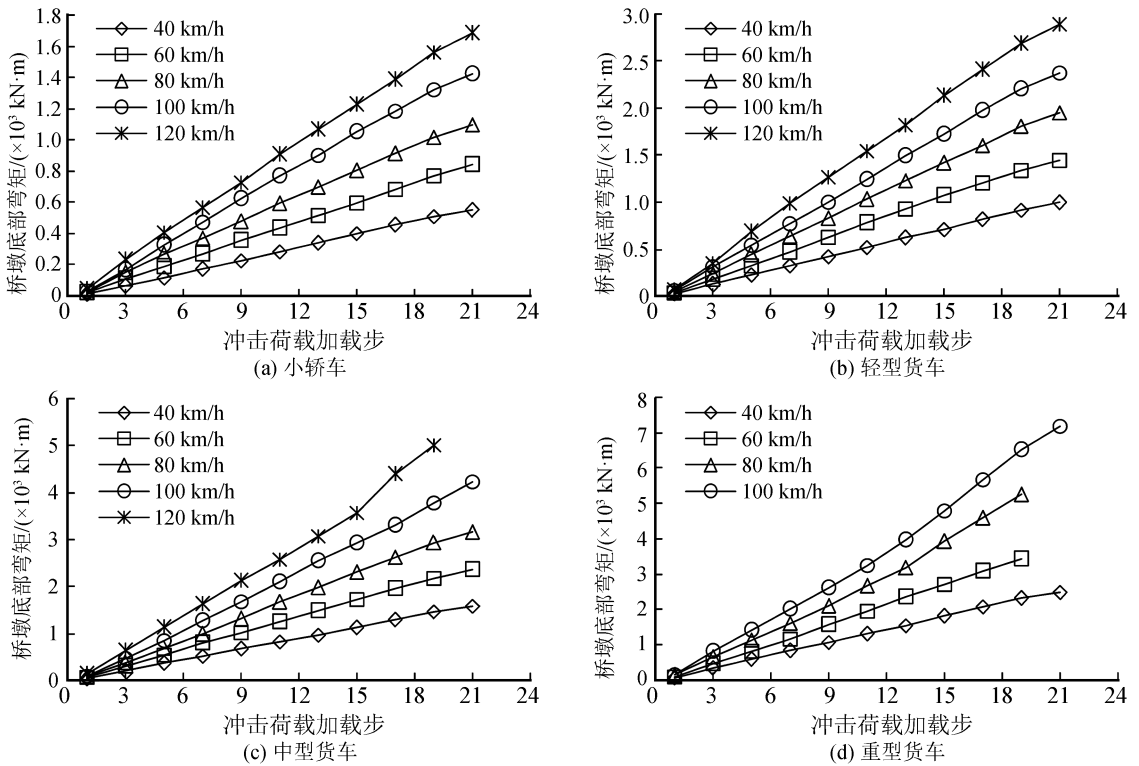 桥墩底部弯矩/(×10³ kN·m)
1.8
1.6
1.4
1.2
1.0
0.8
0.6
0.4
0.2
0
40 km/h
60 km/h
80 km/h
100 km/h
120 km/h
0 3 6 9 12 15 18 21 24
冲击荷载加载步
(a) 小轿车
桥墩底部弯矩/(×10³ kN·m)
3.0
2.5
2.0
1.5
1.0
0.5
0
40 km/h
60 km/h
80 km/h
100 km/h
120 km/h
0 3 6 9 12 15 18 21 24
冲击荷载加载步
(b) 轻型货车
桥墩底部弯矩/(×10³ kN·m)
6
5
4
3
2
1
0
40 km/h
60 km/h
80 km/h
100 km/h
120 km/h
0 3 6 9 12 15 18 21 24
冲击荷载加载步
(c) 中型货车
桥墩底部弯矩/(×10³ kN·m)
8
7
6
5
4
3
2
1
0
40 km/h
60 km/h
80 km/h
100 km/h
0 3 6 9 12 15 18 21 24
冲击荷载加载步
(d) 重型货车